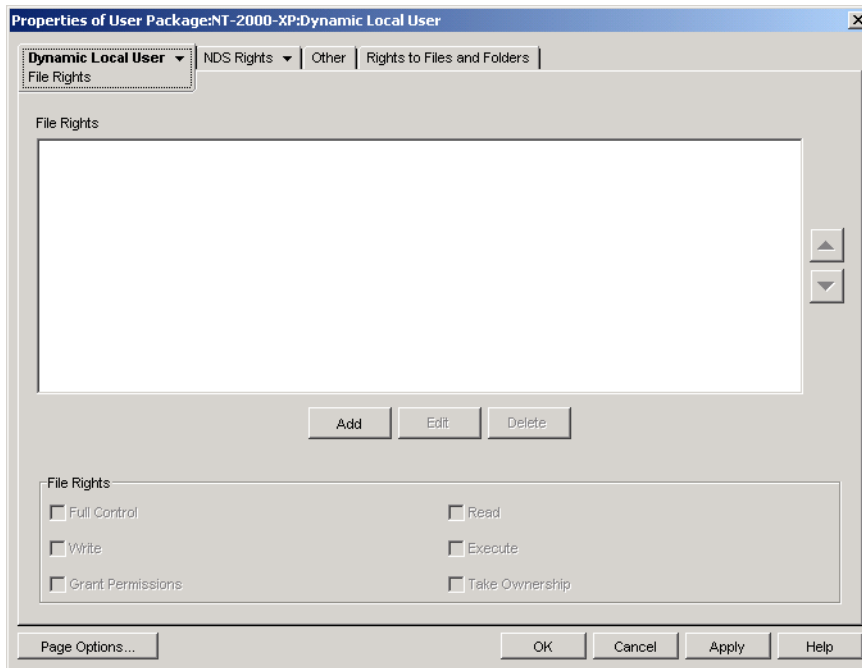 Properties of User Package:NT-2000-XP:Dynamic Local User
Dynamic Local User NDS Rights Other Rights to Files and Folders
File Rights
File Rights
Add Edit Delete
File Rights
Full Control Read
Write Execute
Grant Permissions Take Ownership
Page Options... OK Cancel Apply Help